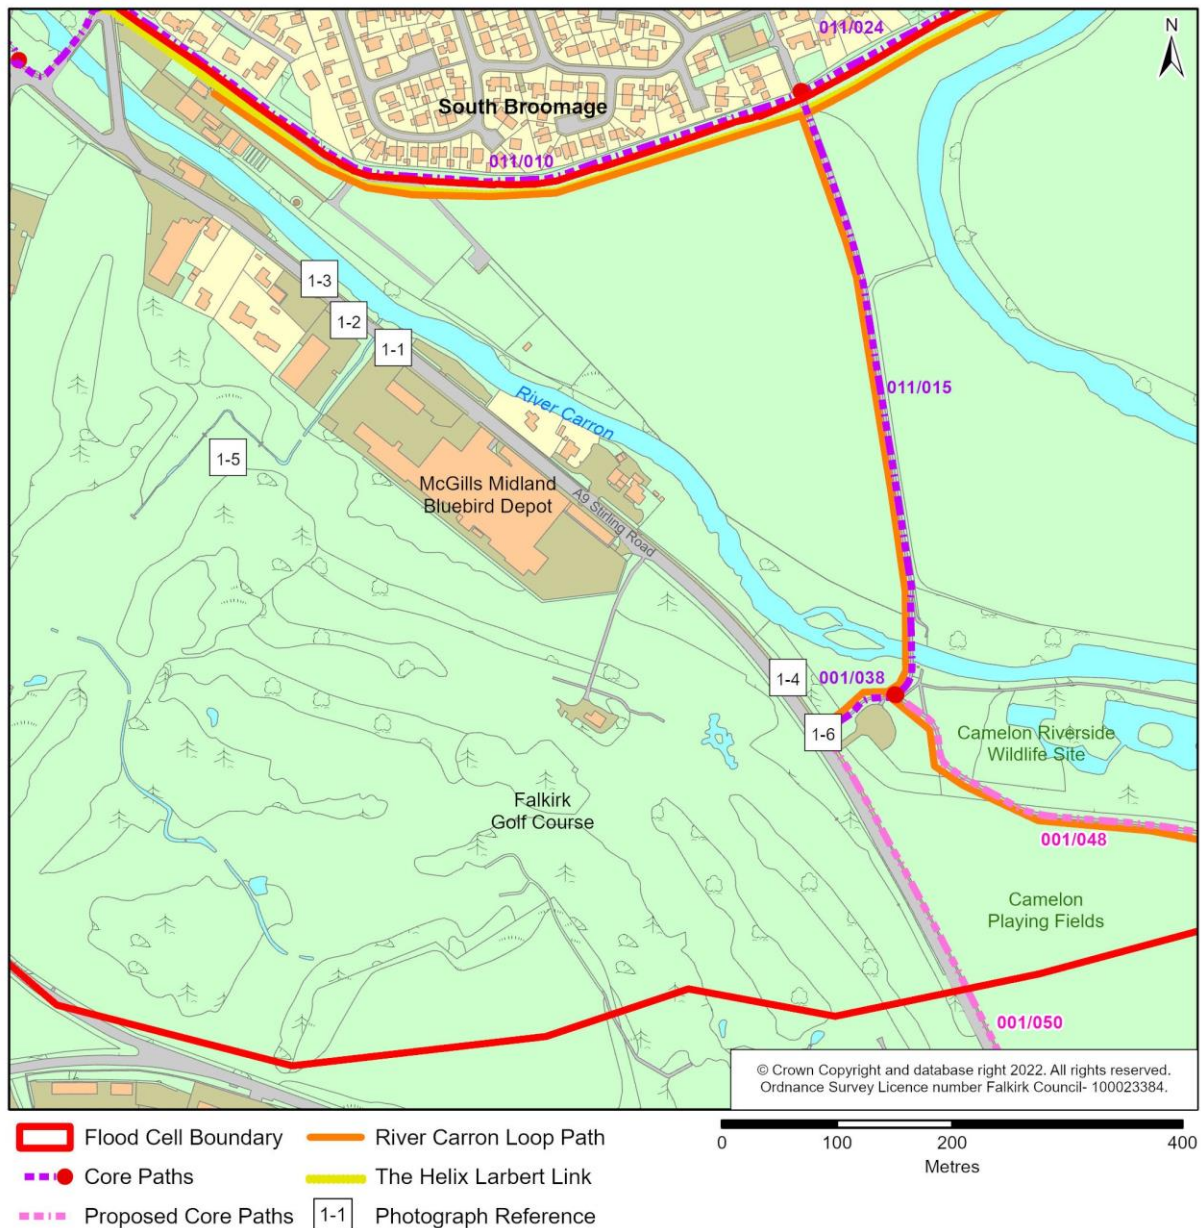 011/024
N
South Broomage
011/010
1-3
1-2
1-1
011/015
River Carron
1-5
McGills Midland
Bluebird Depot
A9 Stirling Road
1-4
001/038
1-6
Camelon Riverside
Wildlife Site
Falkirk
Golf Course
001/048
Camelon
Playing Fields
001/050
© Crown Copyright and database right 2022. All rights reserved.
Ordnance Survey Licence number Falkirk Council- 100023384.
Flood Cell Boundary
River Carron Loop Path
0 100 200 400
Metres
Core Paths
The Helix Larbert Link
Proposed Core Paths
1-1 Photograph Reference